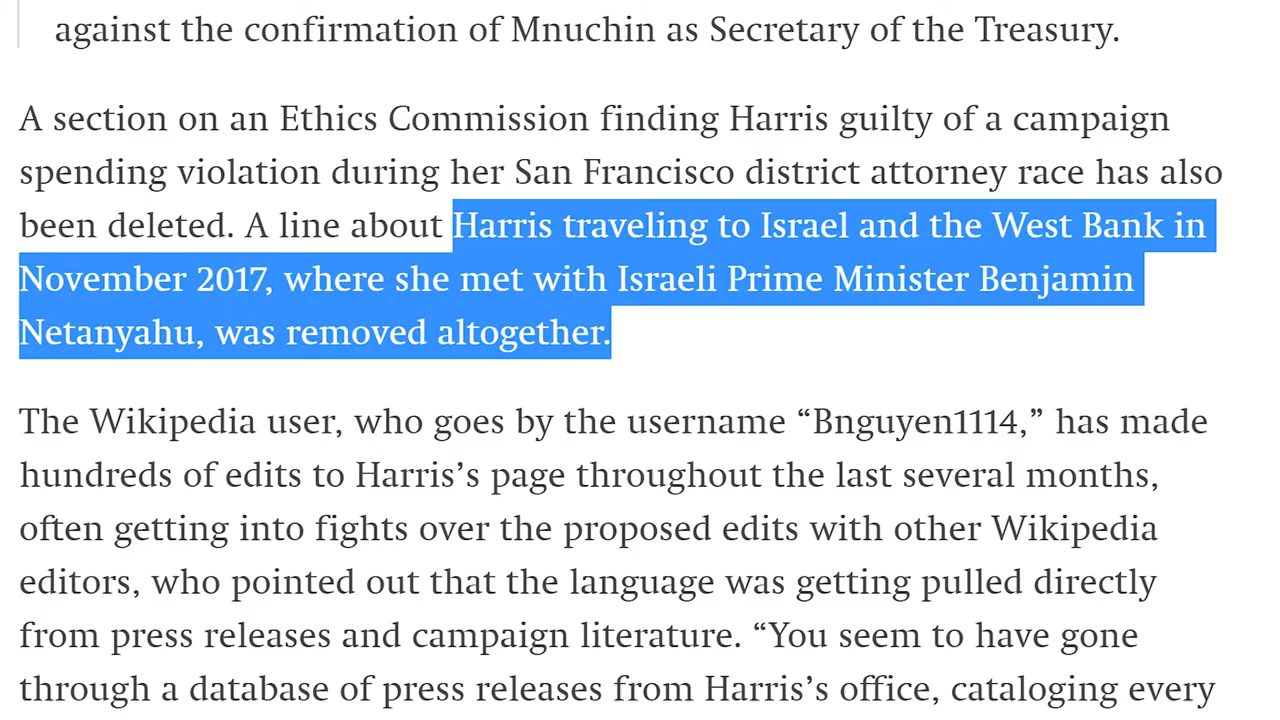 against the confirmation of Mnuchin as Secretary of the Treasury.
A section on an Ethics Commission finding Harris guilty of a campaign
spending violation during her San Francisco district attorney race has also
been deleted. A line about Harris traveling to Israel and the West Bank in
November 2017, where she met with Israeli Prime Minister Benjamin
Netanyahu, was removed altogether.
The Wikipedia user, who goes by the username “Bnguyen1114,” has made
hundreds of edits to Harris’s page throughout the last several months,
often getting into fights over the proposed edits with other Wikipedia
editors, who pointed out that the language was getting pulled directly
from press releases and campaign literature. “You seem to have gone
through a database of press releases from Harris’s office, cataloging every